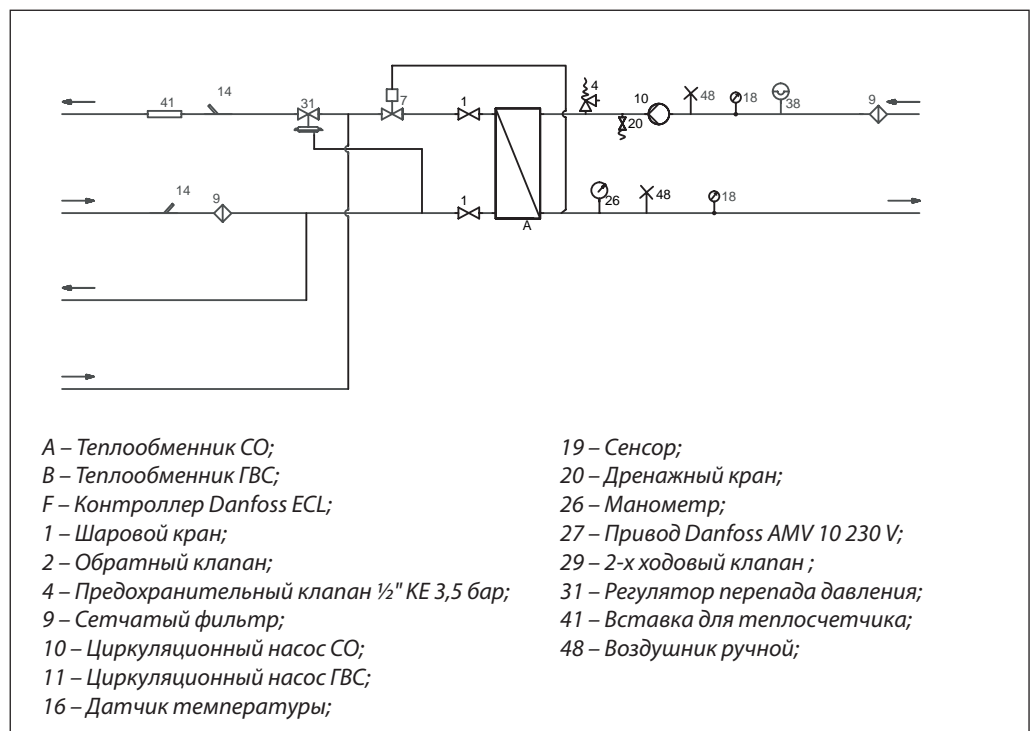 41
14
31
7
1
4
10
48
18
38
9
20
14
9
1
A
26
48
18
A – Теплообменник СО;
B – Теплообменник ГВС;
F – Контроллер Danfoss ECL;
1 – Шаровой кран;
2 – Обратный клапан;
4 – Предохранительный клапан ½" KE 3,5 бар;
9 – Сетчатый фильтр;
10 – Циркуляционный насос СО;
11 – Циркуляционный насос ГВС;
16 – Датчик температуры;
19 – Сенсор;
20 – Дренажный кран;
26 – Манометр;
27 – Привод Danfoss AMV 10 230 V;
29 – 2-х ходовый клапан ;
31 – Регулятор перепада давления;
41 – Вставка для теплосчетчика;
48 – Воздушник ручной;